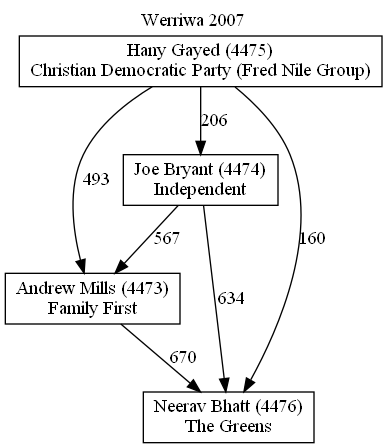 Werriwa 2007
Hany Gayed (4475)
Christian Democratic Party (Fred Nile Group)
206
Joe Bryant (4474)
Independent
493
567
160
Andrew Mills (4473)
Family First
634
670
Neerav Bhatt (4476)
The Greens